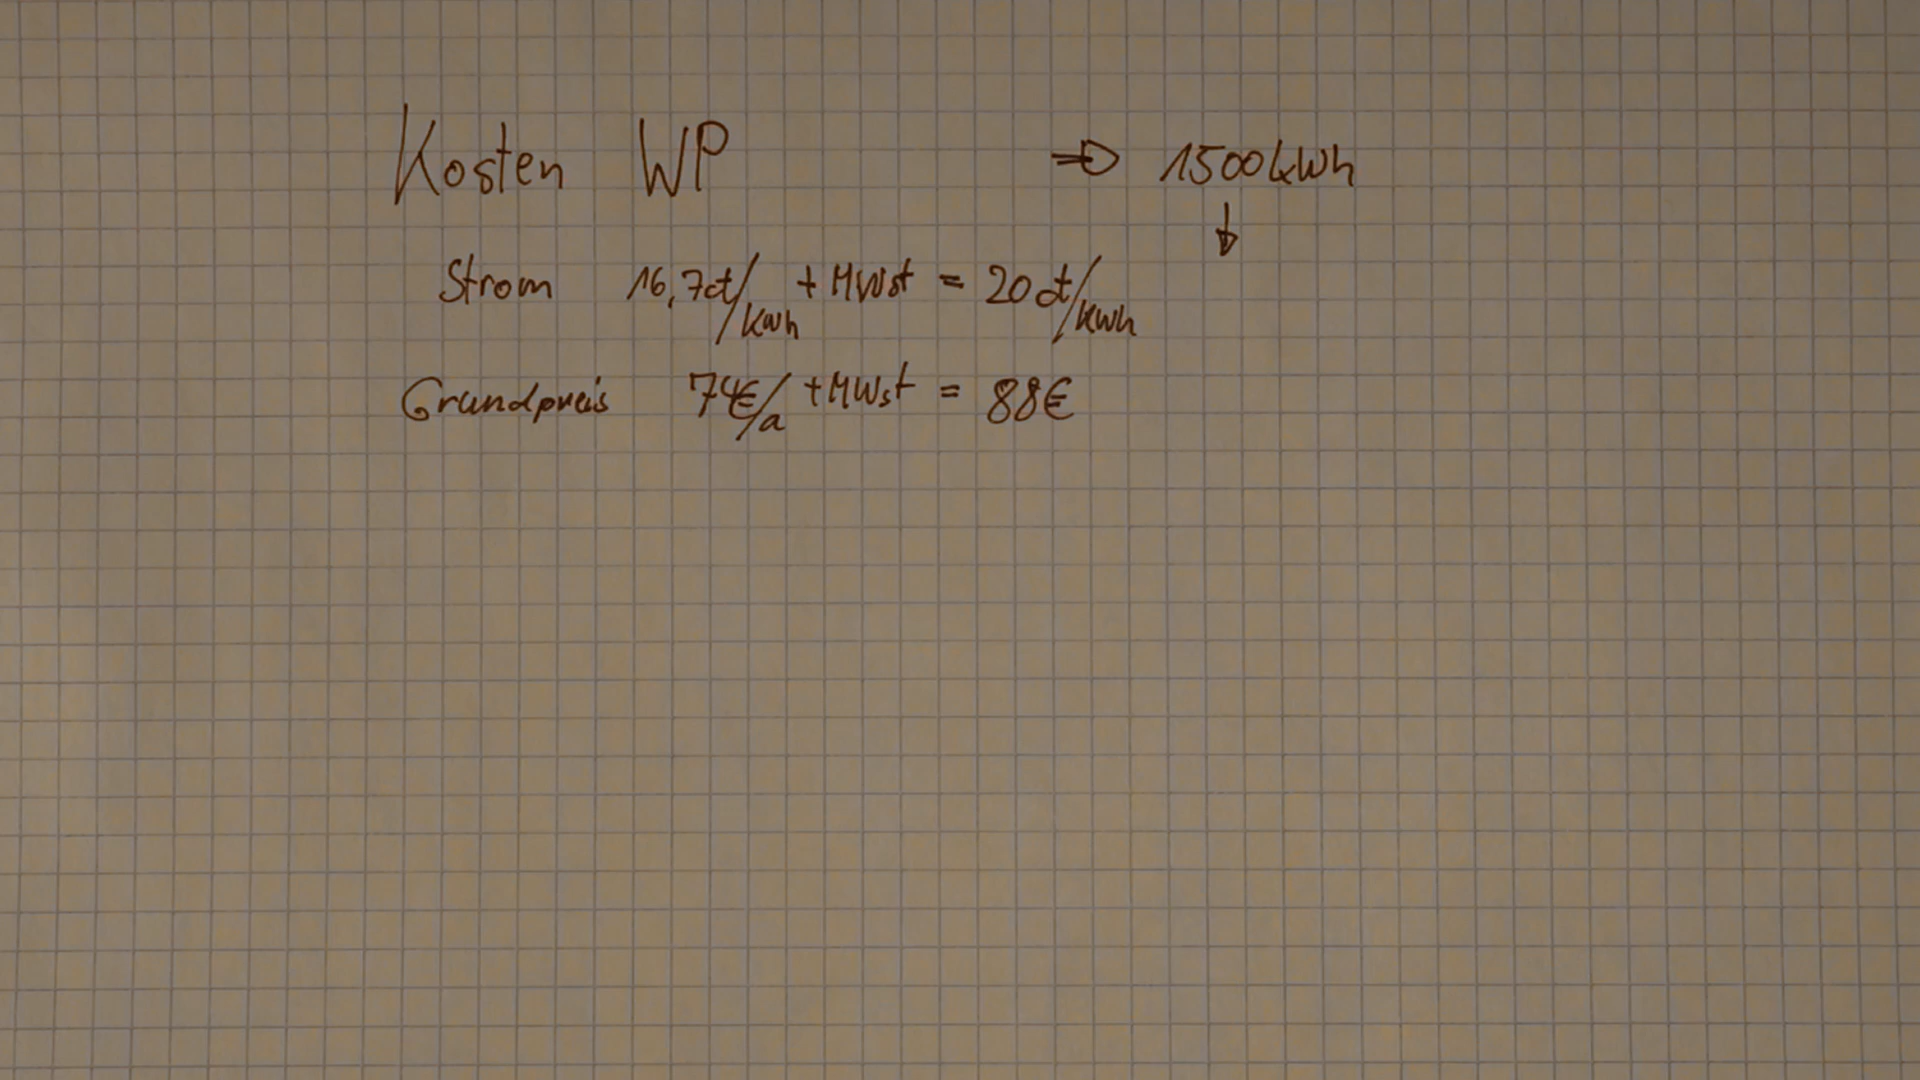 Kosten WP => 1500kWh
↓
Strom 16,7ct/kWh + MWSt = 20ct/kWh
Grundpreis 74€/a + MWSt = 88€